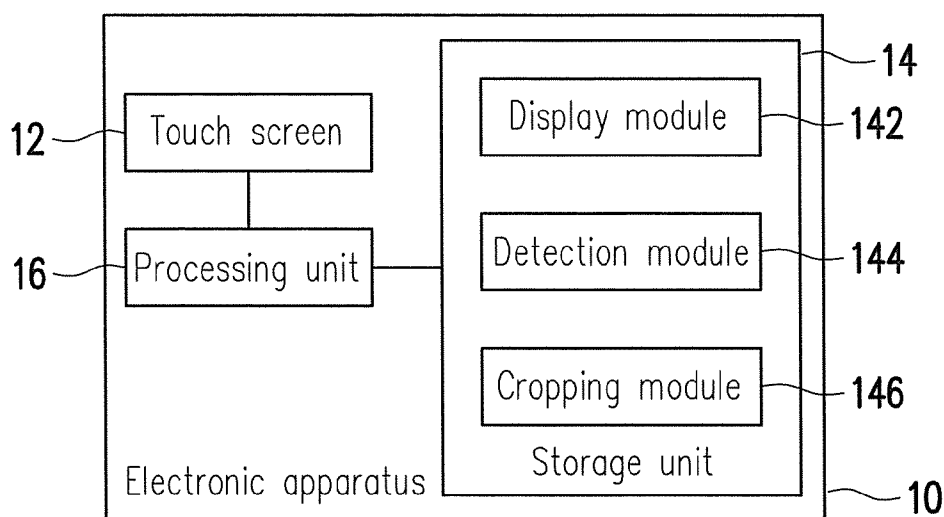 14
12
Touch screen
Display module
142
16
Processing unit
Detection module
144
Cropping module
146
Storage unit
Electronic apparatus
10